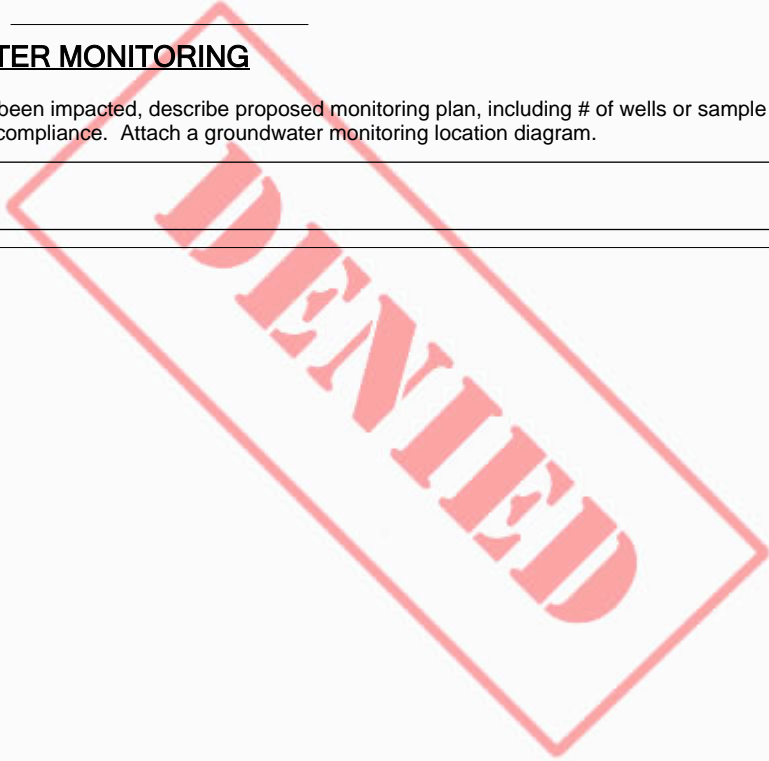 TER MONITORING
been impacted, describe proposed monitoring plan, including # of wells or sample
compliance.  Attach a groundwater monitoring location diagram.
DENIED